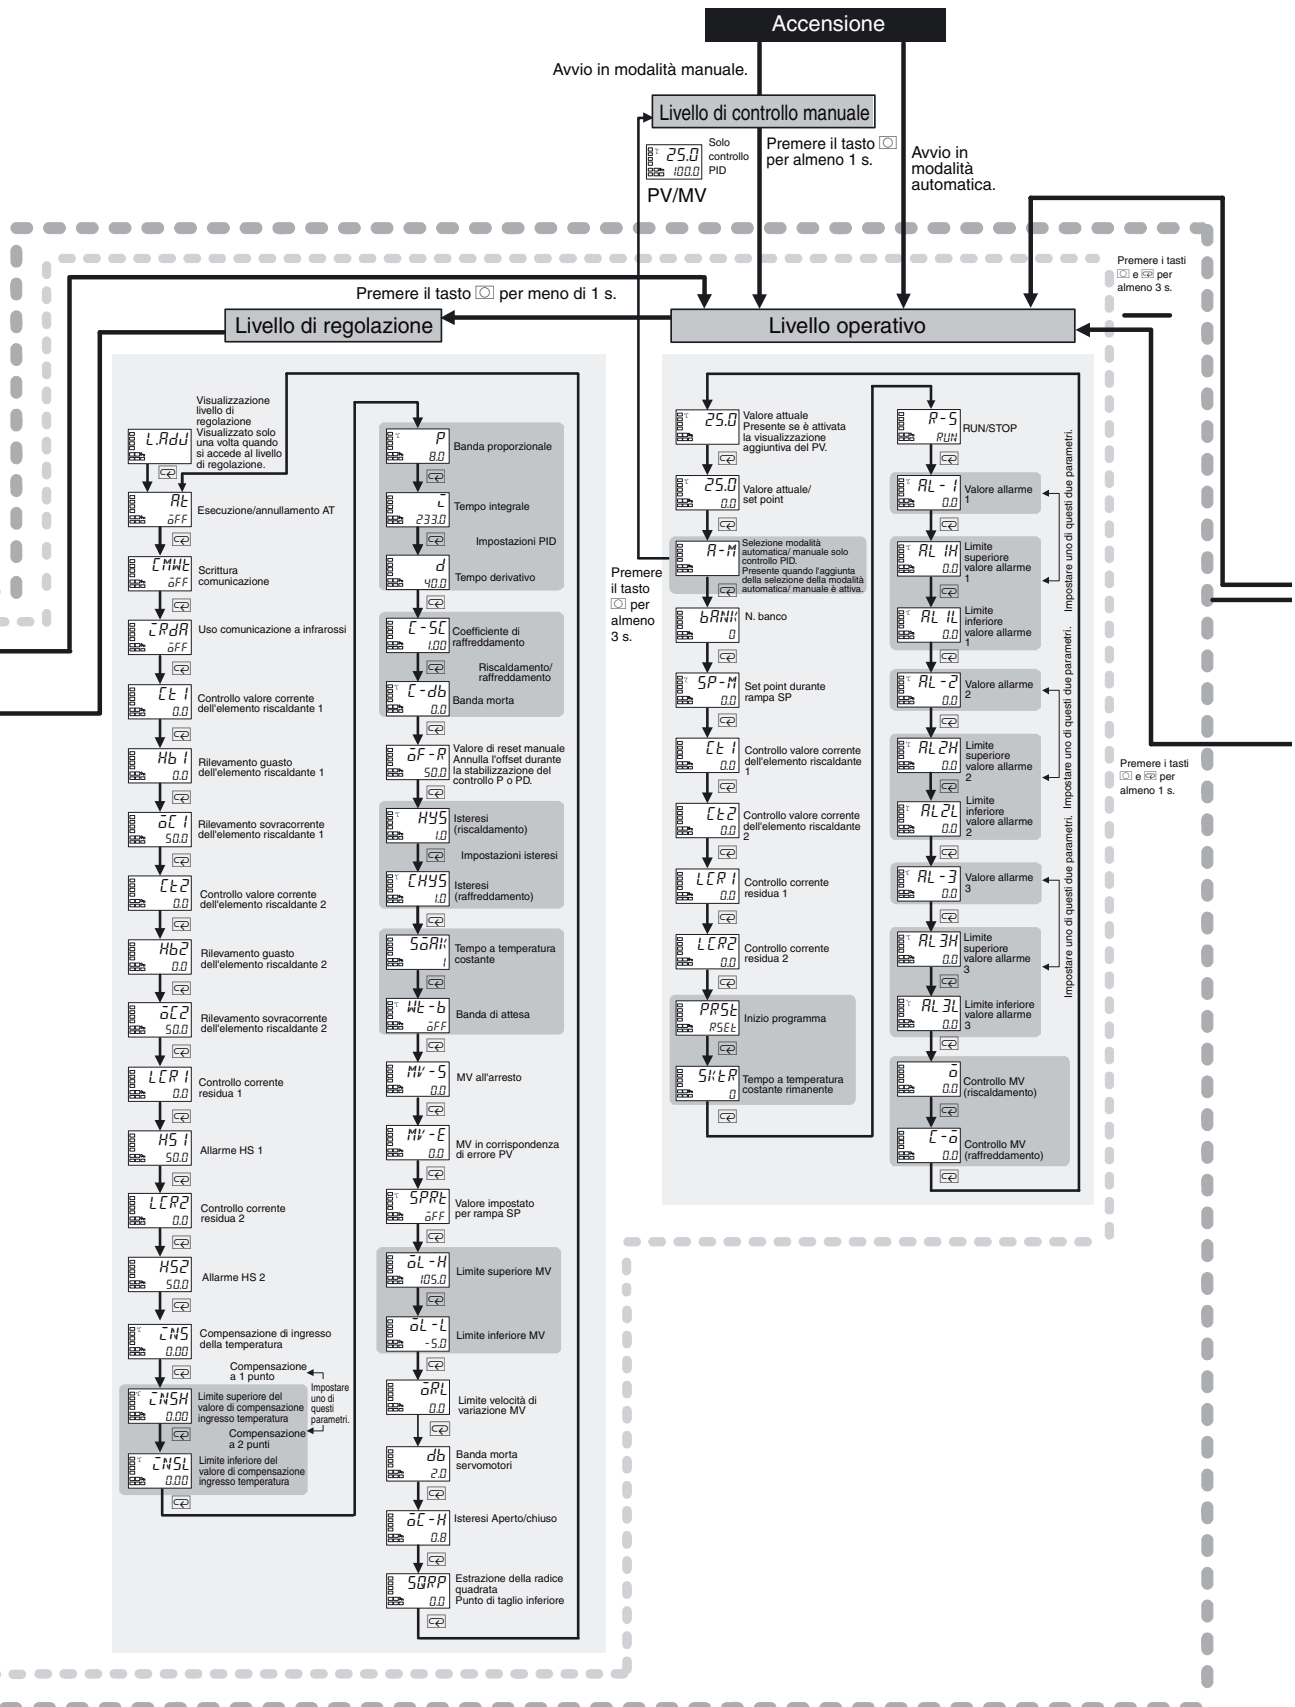 Accensione
Avvio in modalità manuale.
Livello di controllo manuale
25.0
100.0
Solo
controllo
PID
PV/MV
Premere il tasto
per almeno 1 s.
Avvio in
modalità
automatica.
Premere i tasti
e per
almeno 3 s.
Premere il tasto per meno di 1 s.
Livello di regolazione
Livello operativo
Visualizzazione
livello di
regolazione
Visualizzato solo
una volta quando
si accede al livello
di regolazione.
L.AdJ
At
oFF
Esecuzione/annullamento AT
CMWt
oFF
Scrittura
comunicazione
iRdA
oFF
Uso comunicazione a infrarossi
Ct1
0.0
Controllo valore corrente
dell'elemento riscaldante 1
Hb1
0.0
Rilevamento guasto
dell'elemento riscaldante 1
oC1
50.0
Rilevamento sovracorrente
dell'elemento riscaldante 1
Ct2
0.0
Controllo valore corrente
dell'elemento riscaldante 2
Hb2
0.0
Rilevamento guasto
dell'elemento riscaldante 2
oC2
50.0
Rilevamento sovracorrente
dell'elemento riscaldante 2
LCR1
0.0
Controllo corrente
residua 1
HS1
50.0
Allarme HS 1
LCR2
0.0
Controllo corrente
residua 2
HS2
50.0
Allarme HS 2
iNS
0.00
Compensazione di ingresso
della temperatura
Compensazione
a 1 punto
iNSH
0.00
Limite superiore del
valore di compensazione
ingresso temperatura
Compensazione
a 2 punti
Impostare
uno di
questi
parametri.
iNSL
0.00
Limite inferiore del
valore di compensazione
ingresso temperatura
P
8.0
Banda proporzionale
i
233.0
Tempo integrale
Impostazioni PID
d
40.0
Tempo derivativo
C-SC
1.00
Coefficiente di
raffreddamento
Riscaldamento/
raffreddamento
C-db
0.0
Banda morta
oF-R
50.0
Valore di reset manuale
Annulla l'offset durante
la stabilizzazione del
controllo P o PD.
HYS
1.0
Isteresi
(riscaldamento)
Impostazioni isteresi
CHYS
1.0
Isteresi
(raffreddamento)
SoAK
1
Tempo a temperatura
costante
Wt-b
oFF
Banda di attesa
MV-S
0.0
MV all'arresto
MV-E
0.0
MV in corrispondenza
di errore PV
SPRt
oFF
Valore impostato
per rampa SP
oL-H
105.0
Limite superiore MV
oL-L
-5.0
Limite inferiore MV
oRL
0.0
Limite velocità di
variazione MV
db
2.0
Banda morta
servomotori
oC-H
0.8
Isteresi Aperto/chiuso
SQRP
0.0
Estrazione della radice
quadrata
Punto di taglio inferiore
Premere
il tasto
per
almeno
3 s.
25.0
Valore attuale
Presente se è attivata
la visualizzazione
aggiuntiva del PV.
25.0
0.0
Valore attuale/
set point
A-M
Selezione modalità
automatica/ manuale solo
controllo PID.
Presente quando l'aggiunta
della selezione della modalità
automatica/ manuale è attiva.
bANK
0
N. banco
SP-M
0.0
Set point durante
rampa SP
Ct1
0.0
Controllo valore corrente
dell'elemento riscaldante
1
Ct2
0.0
Controllo valore corrente
dell'elemento riscaldante
2
LCR1
0.0
Controllo corrente
residua 1
LCR2
0.0
Controllo corrente
residua 2
PRSt
RSEt
Inizio programma
SKtR
0
Tempo a temperatura
costante rimanente
R-S
RUN
RUN/STOP
AL-1
0.0
Valore allarme
1
AL1H
0.0
Limite
superiore
valore allarme
1
AL1L
0.0
Limite
inferiore
valore allarme
1
Impostare uno di questi due parametri.
AL-2
0.0
Valore allarme
2
AL2H
0.0
Limite
superiore
valore allarme
2
AL2L
0.0
Limite
inferiore
valore allarme
2
Impostare uno di questi due parametri.
AL-3
0.0
Valore allarme
3
AL3H
0.0
Limite
superiore
valore allarme
3
AL3L
0.0
Limite inferiore
valore allarme
3
Impostare uno di questi due parametri.
o
0.0
Controllo MV
(riscaldamento)
C-o
0.0
Controllo MV
(raffreddamento)
Premere i tasti
e per
almeno 1 s.